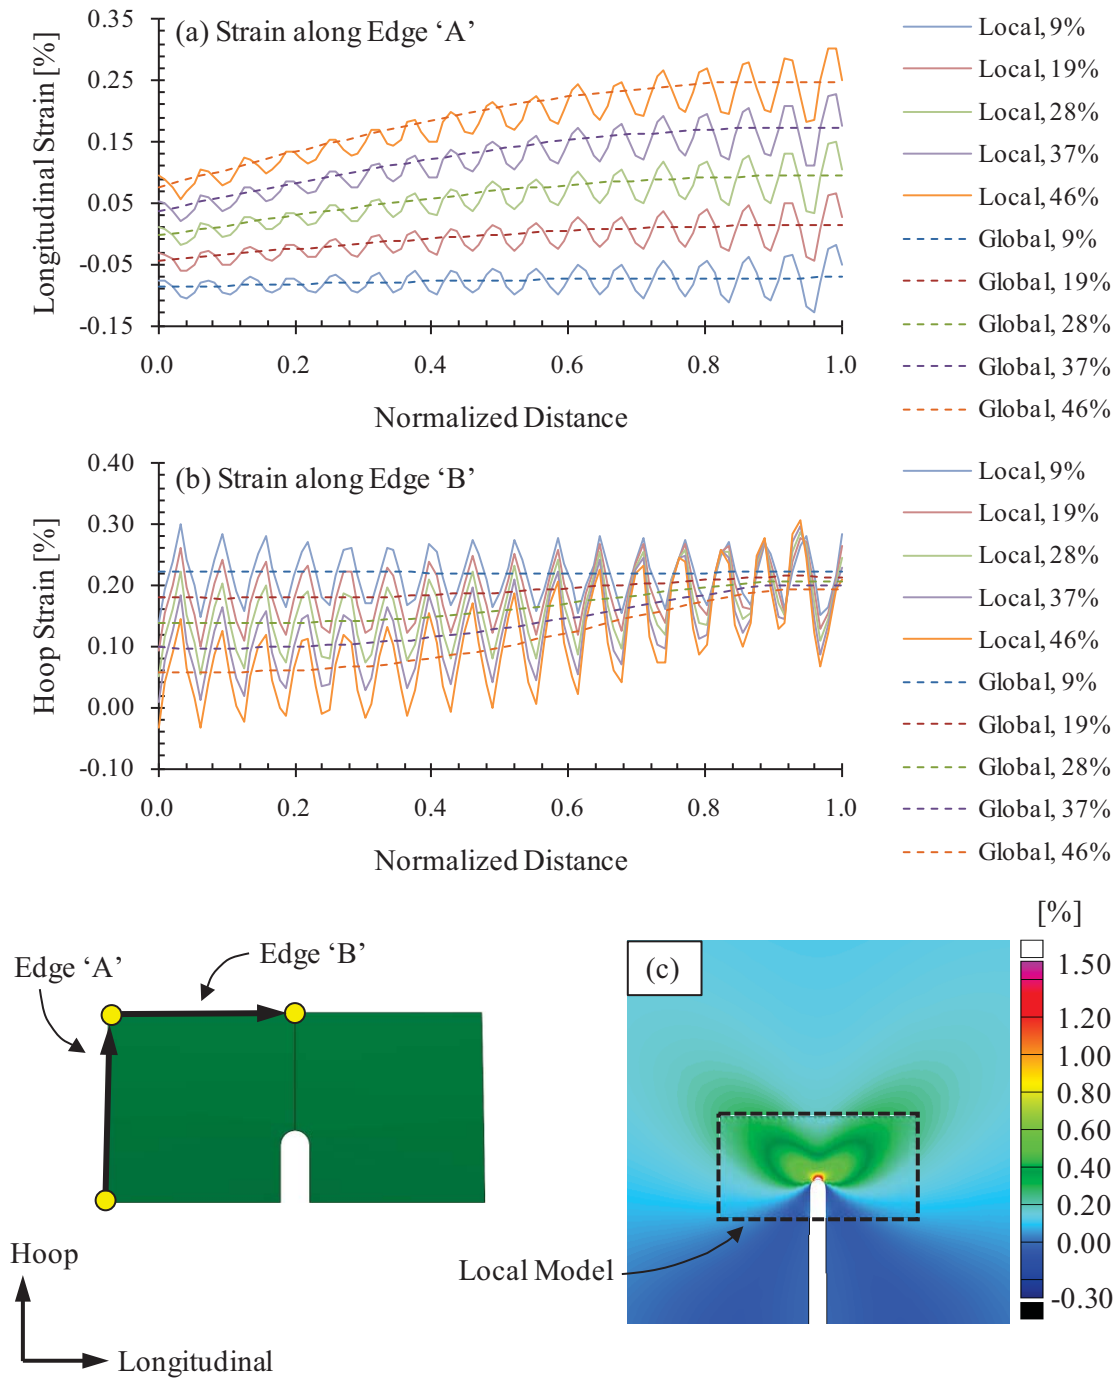 (a) Strain along Edge ‘A’
Longitudinal Strain [%]
0.35
0.25
0.15
0.05
-0.05
-0.15
0.0 0.2 0.4 0.6 0.8 1.0
Normalized Distance
Local, 9%
Local, 19%
Local, 28%
Local, 37%
Local, 46%
Global, 9%
Global, 19%
Global, 28%
Global, 37%
Global, 46%
(b) Strain along Edge ‘B’
Hoop Strain [%]
0.40
0.30
0.20
0.10
0.00
-0.10
0.0 0.2 0.4 0.6 0.8 1.0
Normalized Distance
Local, 9%
Local, 19%
Local, 28%
Local, 37%
Local, 46%
Global, 9%
Global, 19%
Global, 28%
Global, 37%
Global, 46%
Edge ‘A’
Edge ‘B’
Hoop
Longitudinal
(c)
Local Model
[%]
1.50
1.20
1.00
0.80
0.60
0.40
0.20
0.00
-0.30